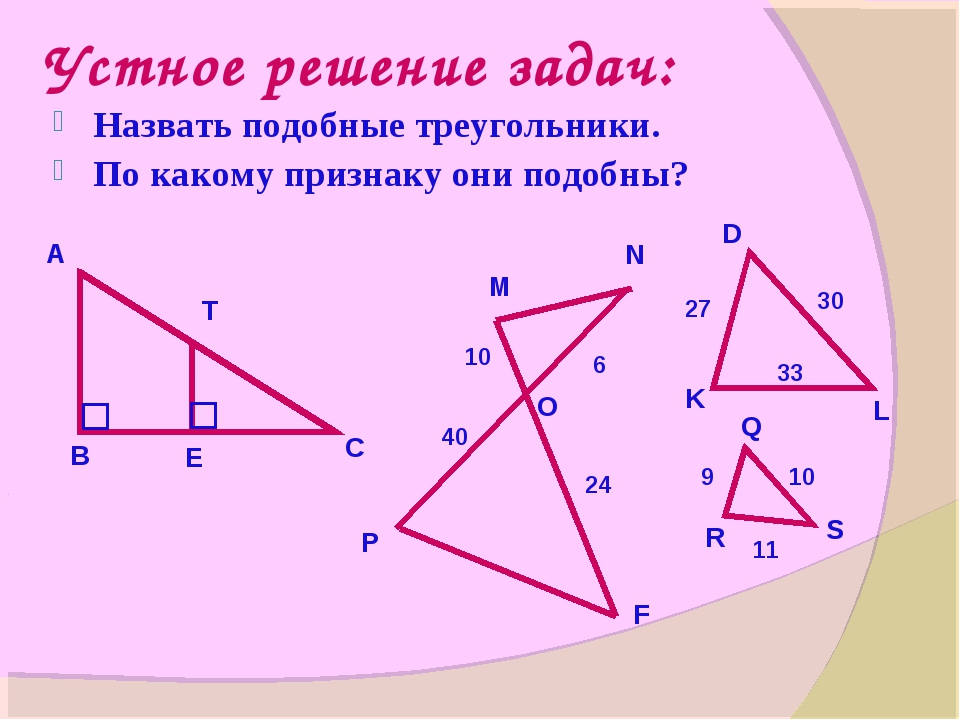 Устное решение задач:
Назвать подобные треугольники.
По какому признаку они подобны?
A
T
B
E
C
M
N
10
6
O
40
24
P
F
D
27
30
33
K
L
Q
9
10
R
S
11